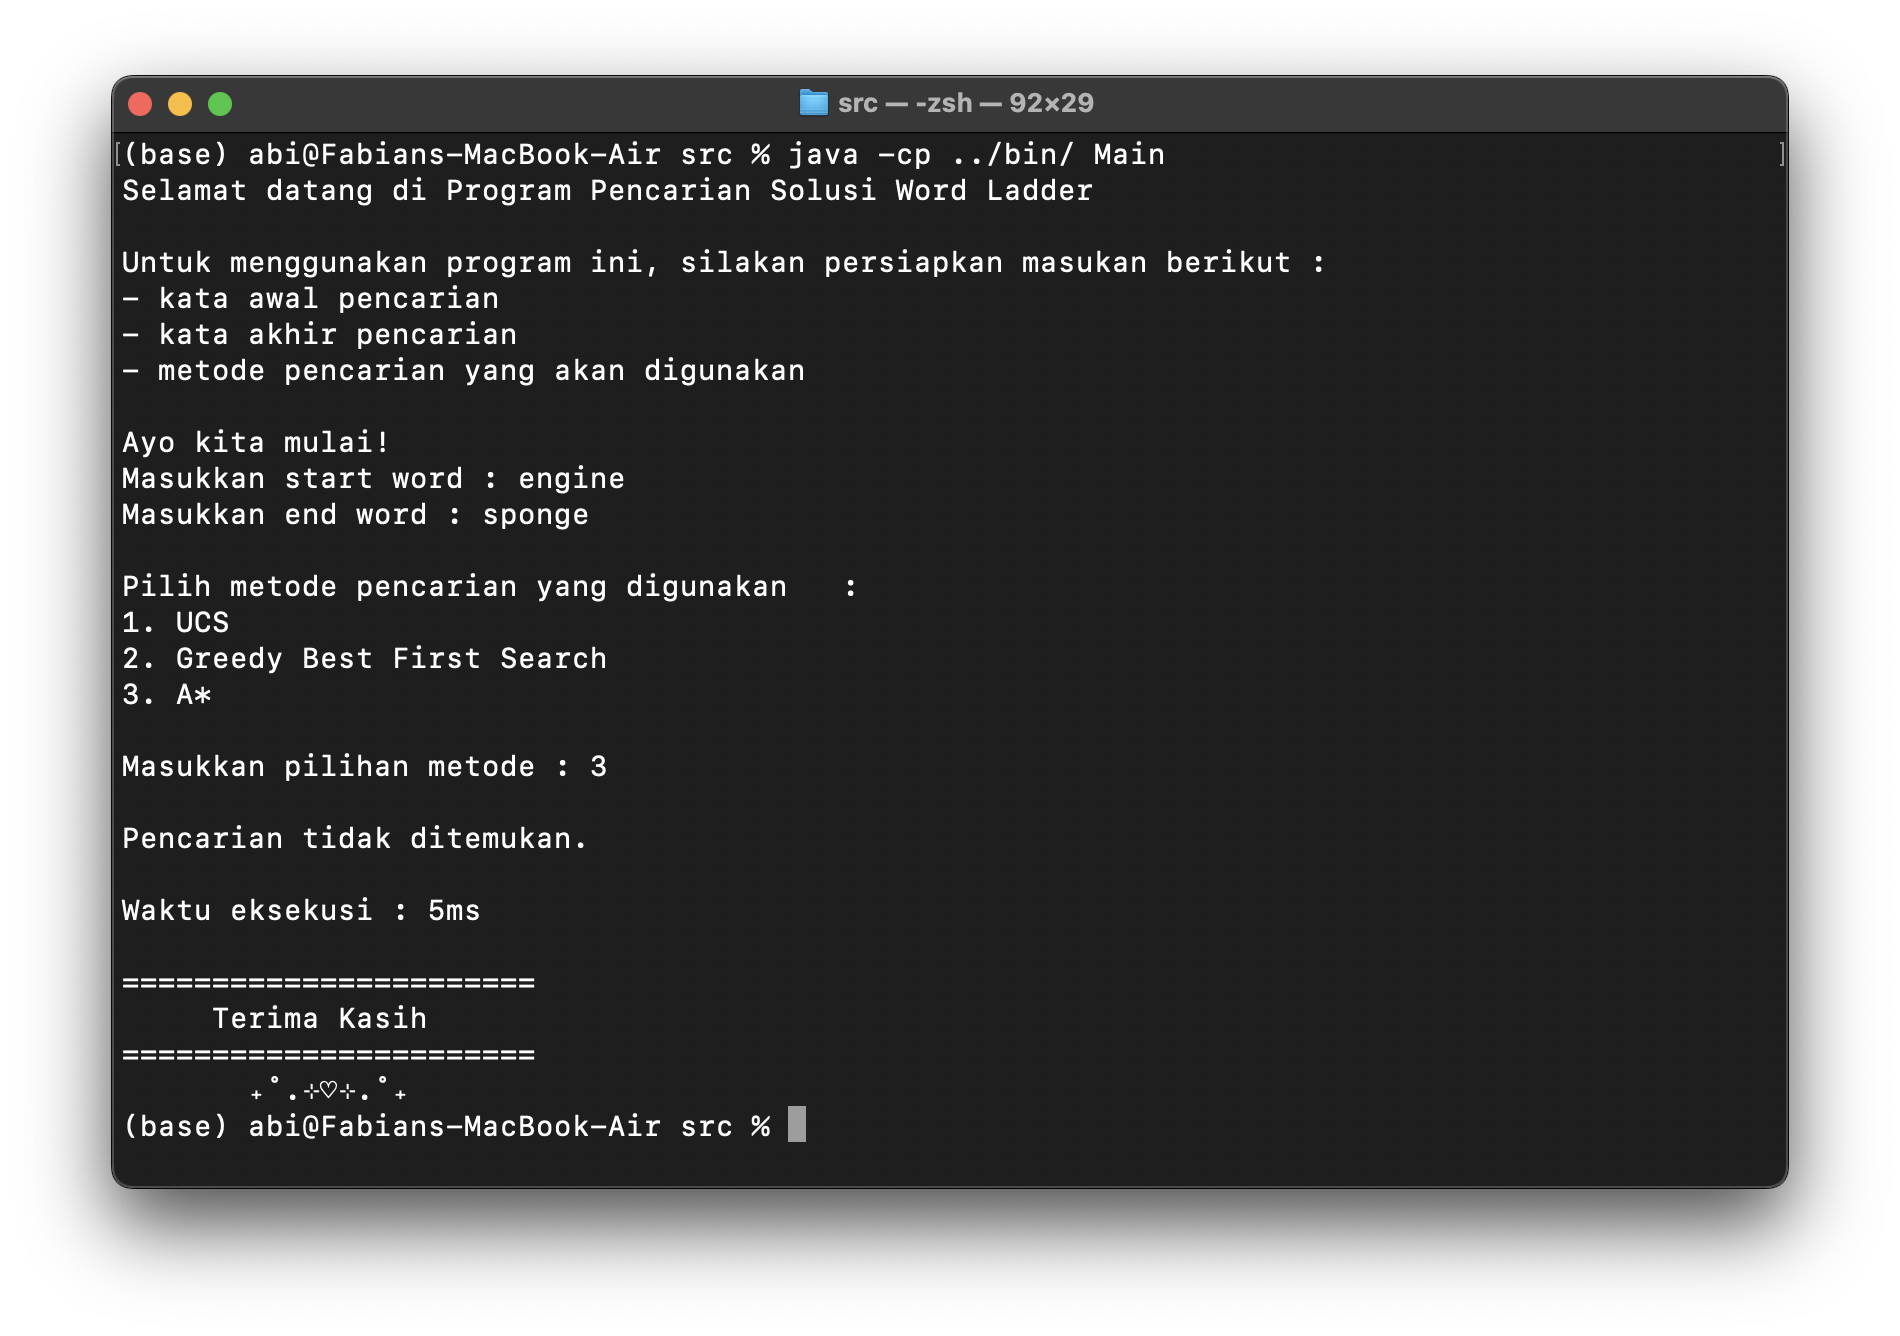 src — -zsh — 92×29
(base) abi@Fabians-MacBook-Air src % java -cp ../bin/ Main
Selamat datang di Program Pencarian Solusi Word Ladder
Untuk menggunakan program ini, silakan persiapkan masukan berikut :
- kata awal pencarian
- kata akhir pencarian
- metode pencarian yang akan digunakan
Ayo kita mulai!
Masukkan start word : engine
Masukkan end word : sponge
Pilih metode pencarian yang digunakan   :
1. UCS
2. Greedy Best First Search
3. A*
Masukkan pilihan metode : 3
Pencarian tidak ditemukan.
Waktu eksekusi : 5ms
=======================
Terima Kasih
=======================
₊˚.⊹♡⊹.˚₊
(base) abi@Fabians-MacBook-Air src %